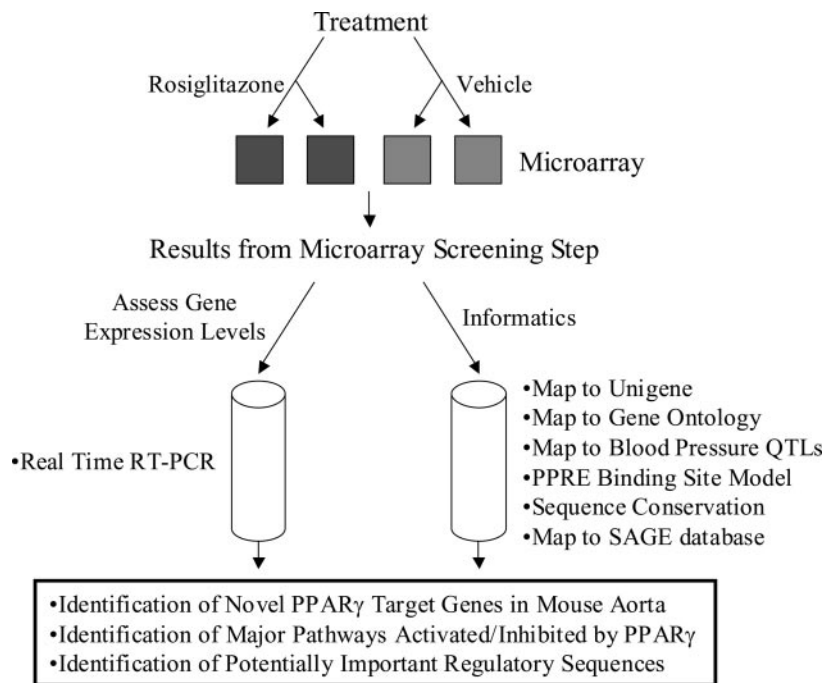 Treatment
Rosiglitazone
Vehicle
Microarray
Results from Microarray Screening Step
Assess Gene
Expression Levels
Informatics
•Real Time RT-PCR
•Map to Unigene
•Map to Gene Ontology
•Map to Blood Pressure QTLs
•PPRE Binding Site Model
•Sequence Conservation
•Map to SAGE database
•Identification of Novel PPARγ Target Genes in Mouse Aorta
•Identification of Major Pathways Activated/Inhibited by PPARγ
•Identification of Potentially Important Regulatory Sequences